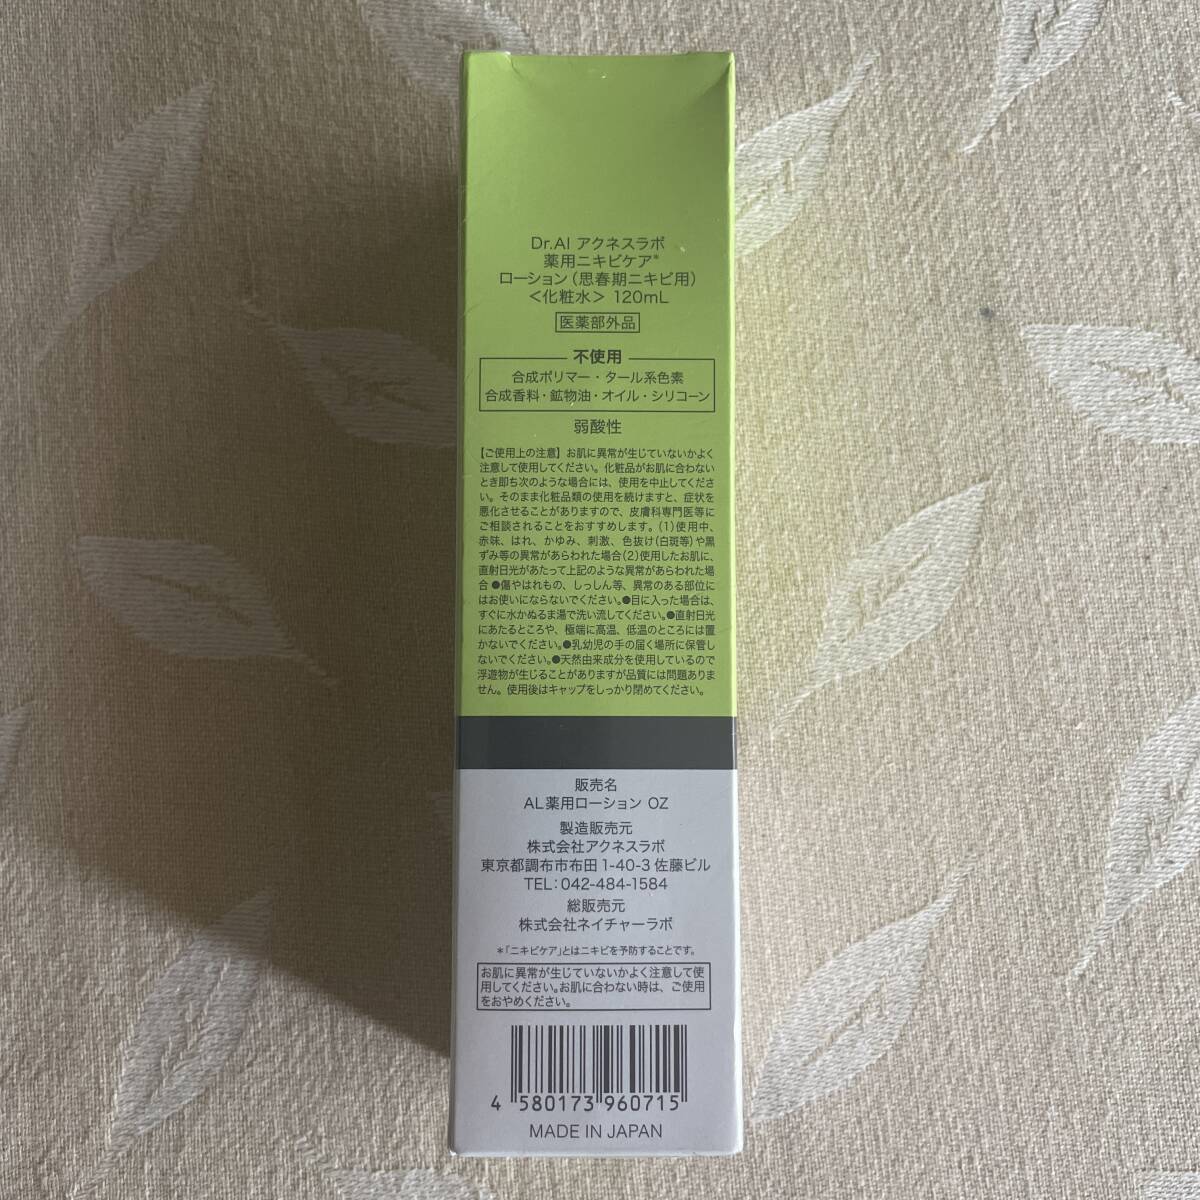 Dr.AI アクネスラボ
薬用ニキビケア*
ローション(思春期ニキビ用)
<化粧水> 120mL
医薬部外品
不使用
合成ポリマー・タール系色素
合成香料・鉱物油・オイル・シリコーン
弱酸性
【ご使用上の注意】お肌に異常が生じていないかよく
注意して使用してください。化粧品がお肌に合わない
とき即ち次のような場合には、使用を中止してくださ
い。そのまま化粧品類の使用を続けますと、症状を
悪化させることがありますので、皮膚科専門医等に
ご相談されることをおすすめします。(1)使用中、
赤味、はれ、かゆみ、刺激、色抜け(白斑等)や黒
ずみ等の異常があらわれた場合(2)使用したお肌に、
直射日光があたって上記のような異常があらわれた場
合●傷やはれもの、しっしん等、異常のある部位に
はお使いにならないでください。●目に入った場合は、
すぐに水かぬるま湯で洗い流してください。●直射日光
にあたるところや、極端に高温、低温のところには置
かないでください。●乳幼児の手の届く場所に保管し
ないでください。●天然由来成分を使用しているので
浮遊物が生じることがありますが品質には問題ありま
せん。使用後はキャップをしっかり閉めてください。
販売名
AL薬用ローション OZ
製造販売元
株式会社アクネスラボ
東京都調布市布田1-40-3 佐藤ビル
TEL:042-484-1584
総販売元
株式会社ネイチャーラボ
*「ニキビケア」とはニキビを予防することです。
お肌に異常が生じていないかよく注意して使
用してください。お肌に合わない時は、ご使用
をおやめください。
4 580173 960715
MADE IN JAPAN